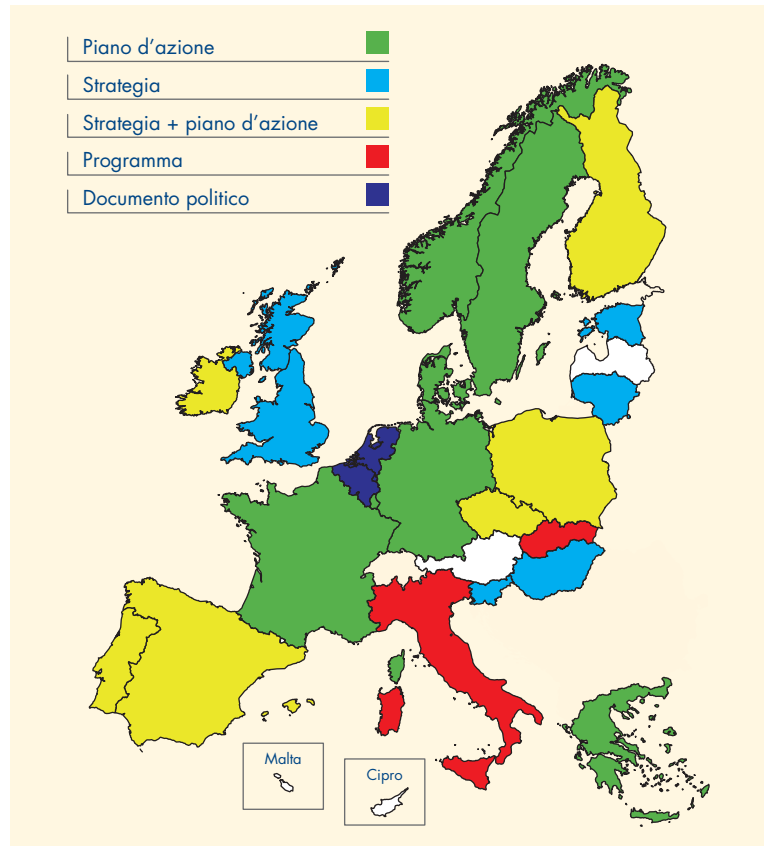 Piano d’azione
Strategia
Strategia + piano d’azione
Programma
Documento politico
Malta
Cipro